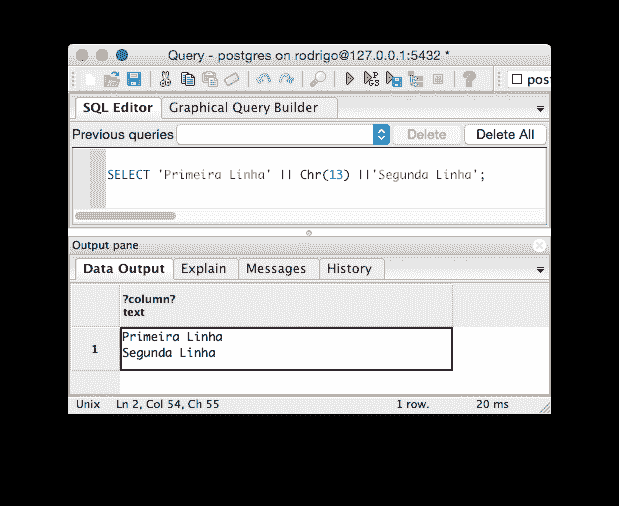 Query - postgres on rodrigo@127.0.0.1:5432 *
SQL Editor Graphical Query Builder
Previous queries Delete Delete All
SELECT 'Primeira Linha' || Chr(13) ||'Segunda Linha';
Output pane
Data Output Explain Messages History
?column?
text
1 Primeira Linha
Segunda Linha
Unix Ln 2, Col 54, Ch 55 1 row. 20 ms